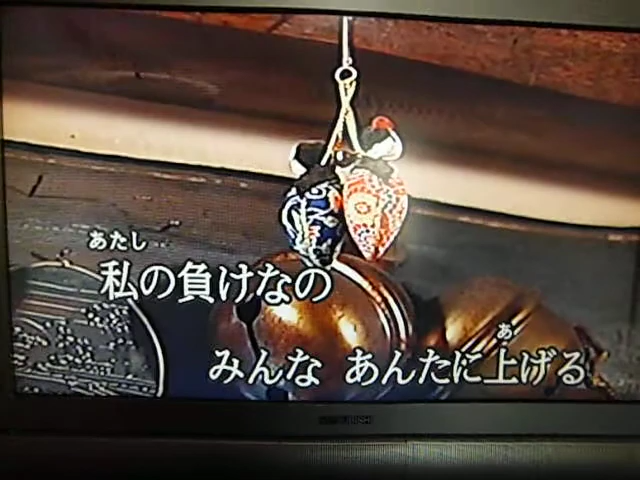 あたし
私の負けなの
あ
みんな あんたに上げる